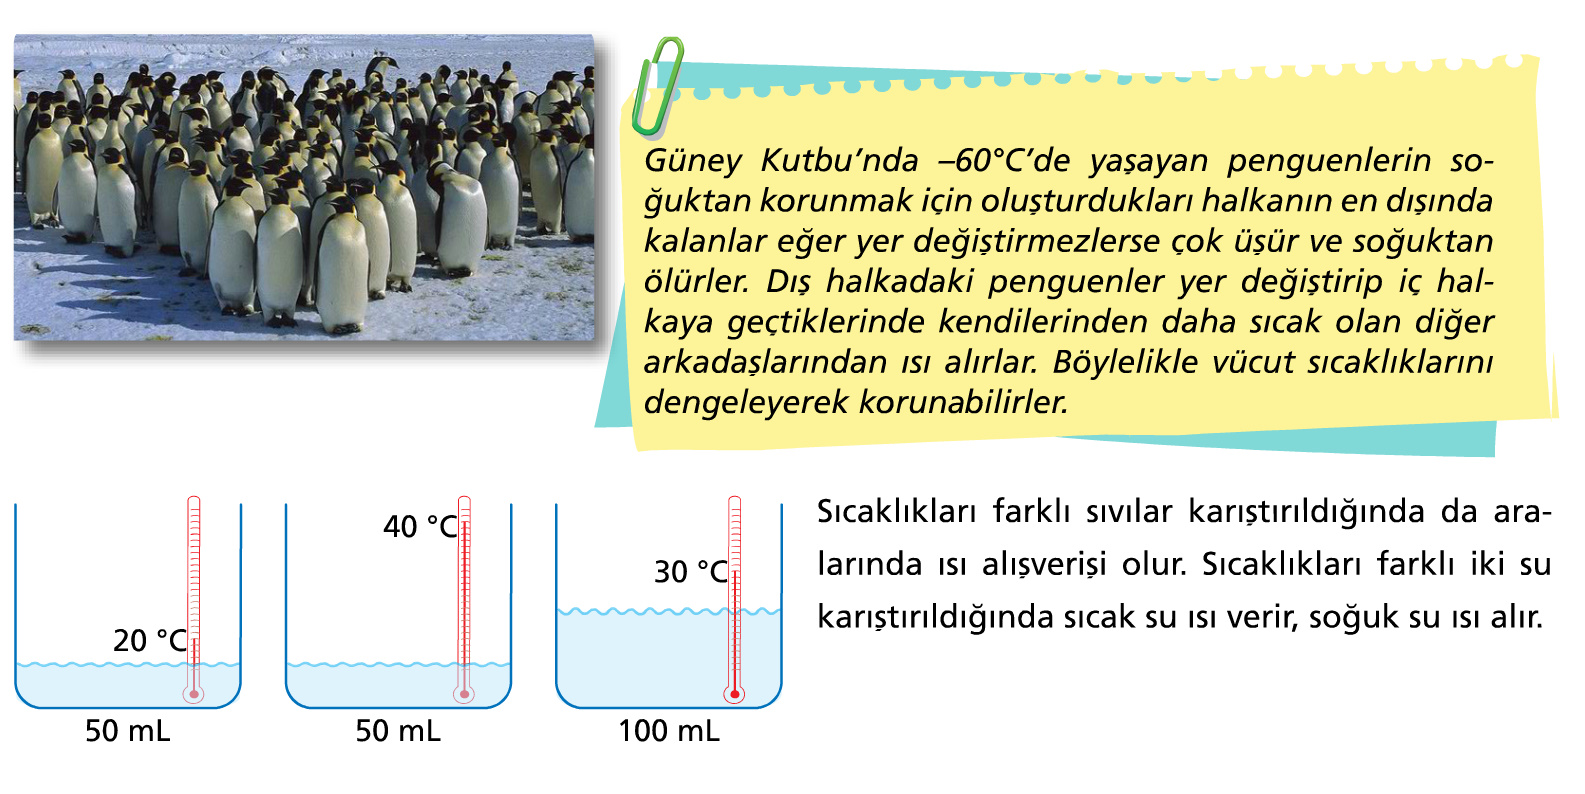 Güney Kutbu’nda –60°C’de yaşayan penguenlerin so-
ğuktan korunmak için oluşturdukları halkanın en dışında
kalanlar eğer yer değiştirmezlerse çok üşür ve soğuktan
ölürler. Dış halkadaki penguenler yer değiştirip iç hal-
kaya geçtiklerinde kendilerinden daha sıcak olan diğer
arkadaşlarından ısı alırlar. Böylelikle vücut sıcaklıklarını
dengeleyerek korunabilirler.
20 °C
40 °C
30 °C
50 mL
50 mL
100 mL
Sıcaklıkları farklı sıvılar karıştırıldığında da ara-
larında ısı alışverişi olur. Sıcaklıkları farklı iki su
karıştırıldığında sıcak su ısı verir, soğuk su ısı alır.